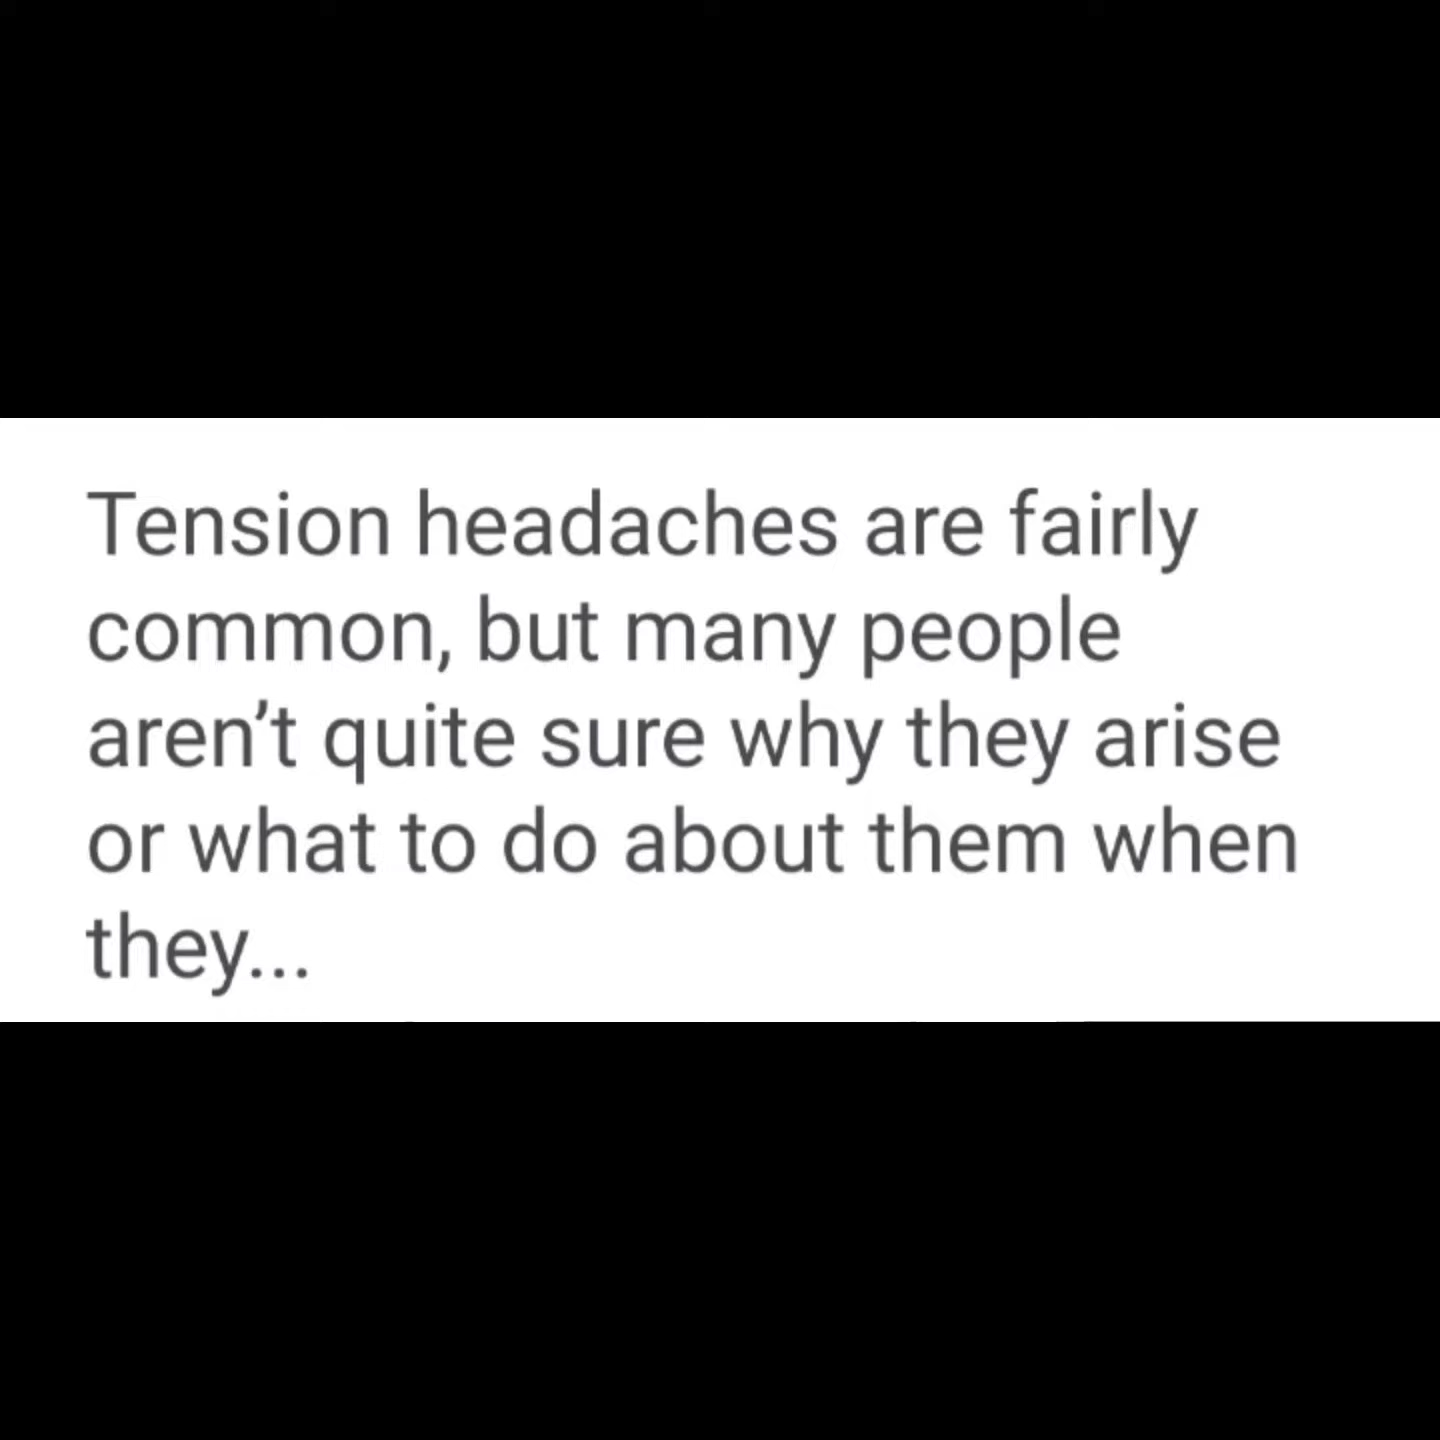 Tension headaches are fairly
common, but many people
aren’t quite sure why they arise
or what to do about them when
they...